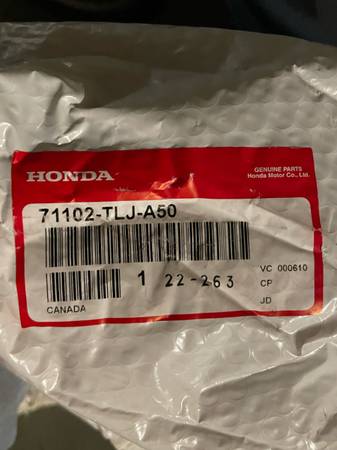 HONDA
GENUINE PARTS
Honda Motor Co., Ltd.
71102-TLJ-A50
1 22-263
VC 000610
CP
JD
CANADA